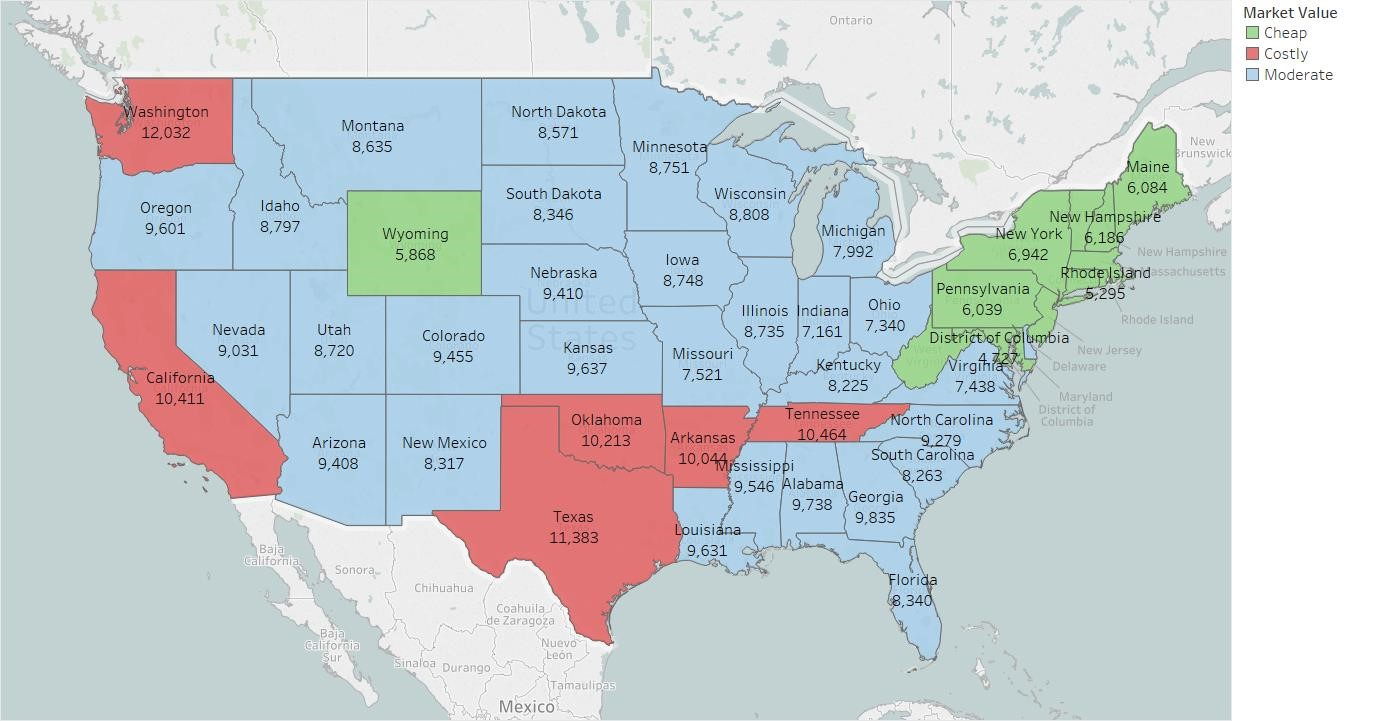 Market Value
Cheap
Costly
Moderate
Ontario
Washington
12,032
Montana
8,635
North Dakota
8,571
Minnesota
8,751
Maine
6,084
New
Brunswick
Oregon
9,601
Idaho
8,797
Wyoming
5,868
South Dakota
8,346
Wisconsin
8,808
Michigan
7,992
New York
6,942
New Hampshire
6,186
New Hampshire
Massachusetts
Rhode Island
5,295
Rhode Island
Nevada
9,031
Utah
8,720
Colorado
9,455
Nebraska
9,410
United
States
Kansas
9,637
Iowa
8,748
Missouri
7,521
Illinois
8,735
Indiana
7,161
Ohio
7,340
Pennsylvania
6,039
District of Columbia
4,727
New Jersey
Delaware
Maryland
District of
Columbia
West
Virginia
Kentucky
8,225
Virginia
7,438
California
10,411
Arizona
9,408
New Mexico
8,317
Oklahoma
10,213
Arkansas
10,044
Tennessee
10,464
North Carolina
9,279
South Carolina
8,263
Mississippi
9,546
Alabama
9,738
Georgia
9,835
Texas
11,383
Louisiana
9,631
Florida
8,340
Baja
California
Sonora
Chihuahua
Coahuila
de Zaragoza
Baja
California
Sur
Sinaloa
Durango
Nuevo
León
Tamaulipas
Mexico